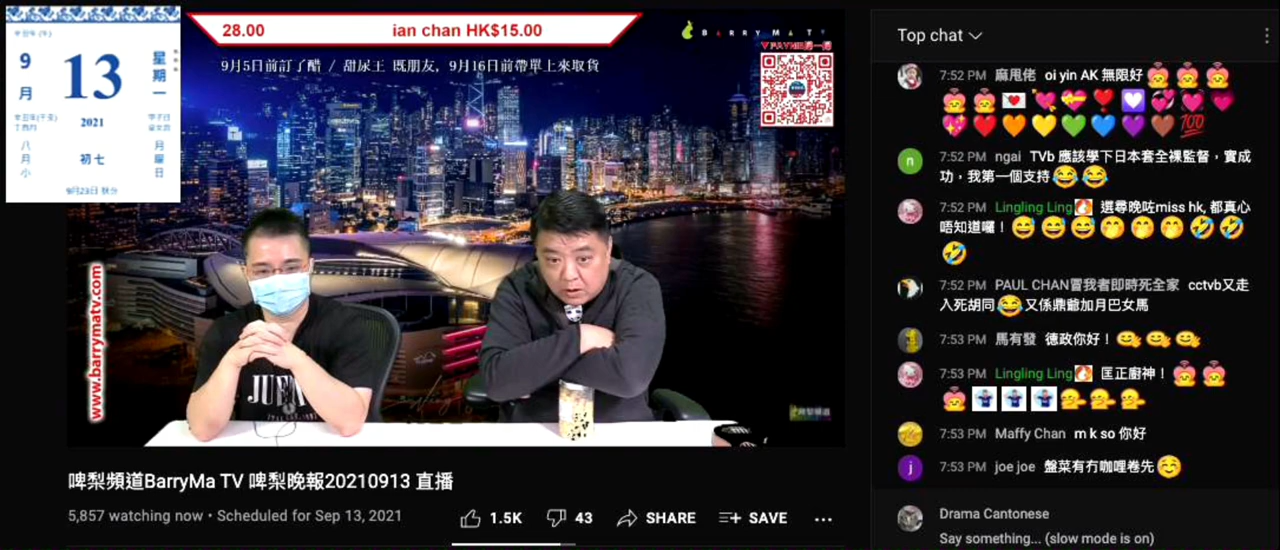 9
月
13
2021
星
期
一
八
月
小
初七
月
曜
日
9月23日 秋分
28.00
ian chan HK$15.00
BARRYMATV
9月5日前訂了醋 / 甜尿王 既朋友, 9月16日前帶單上來取貨
www.barrymatv.com
啤梨頻道BarryMa TV 啤梨晚報20210913 直播
5,857 watching now • Scheduled for Sep 13, 2021
1.5K
43
SHARE
SAVE
Top chat
7:52 PM 麻甩佬 oi yin AK 無限好
7:52 PM ngai TVb 應該學下日本套全裸監督，實成
功，我第一個支持
7:52 PM Lingling Ling 選尋晚咗miss hk, 都真心
唔知道囉！
7:52 PM PAUL CHAN冒我者即時死全家 cctvb又走
入死胡同 又係鼎爺加月巴女馬
7:53 PM 馬有發 德政你好！
7:53 PM Lingling Ling 匡正廚神！
7:53 PM Maffy Chan m k so 你好
7:53 PM joe joe 盤菜有冇咖喱卷先
Drama Cantonese
Say something... (slow mode is on)